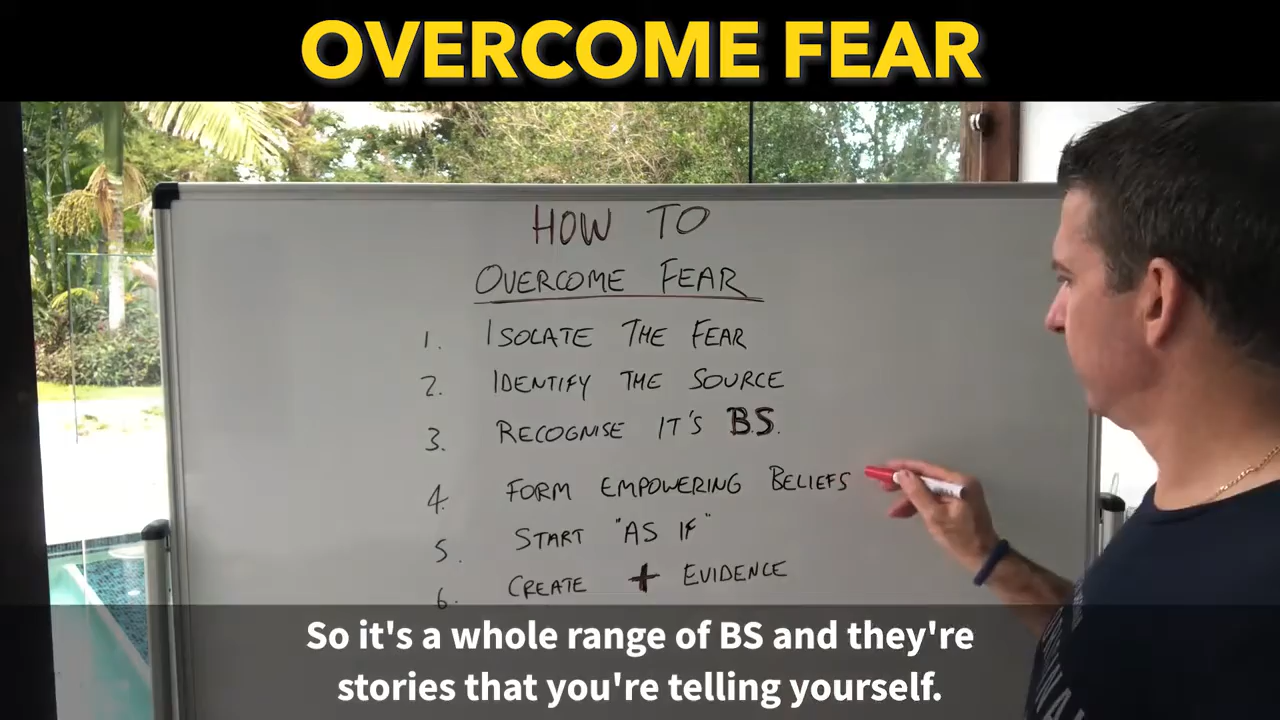 OVERCOME FEAR
HOW TO
OVERCOME FEAR
1. ISOLATE THE FEAR
2. IDENTIFY THE SOURCE
3. RECOGNISE IT'S B.S.
4. FORM EMPOWERING BELIEFS
5. START "AS IF"
6. CREATE + EVIDENCE
So it's a whole range of BS and they're
stories that you're telling yourself.